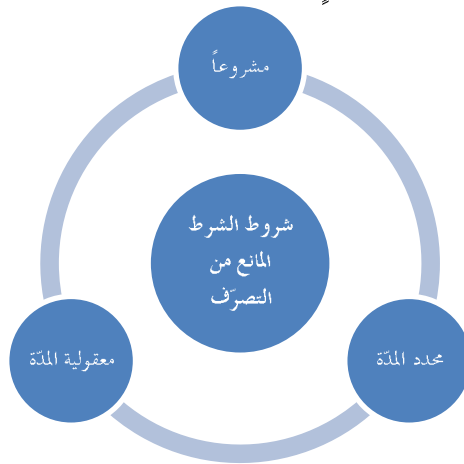 مشروعاً
شروط الشرط
المانع من
التصرّف
محدد المدّة
معقولية المدّة